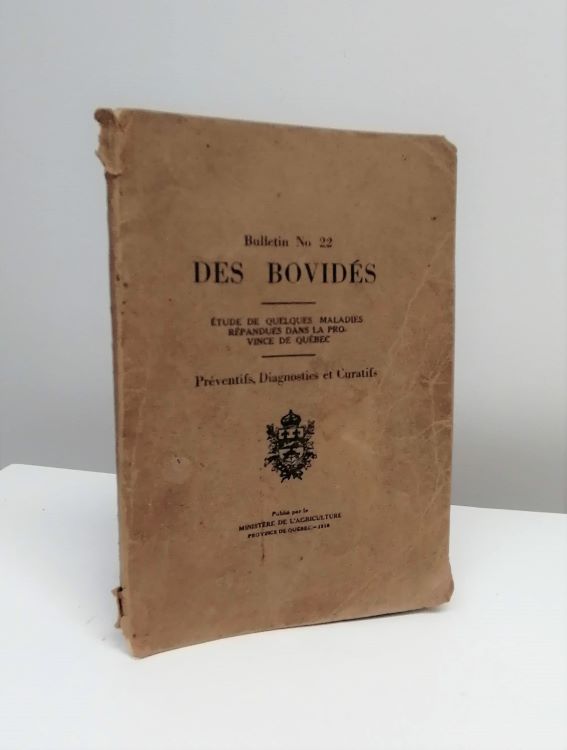 Bulletin No 22
DES BOVIDÉS
ÉTUDE DE QUELQUES MALADIES
RÉPANDUES DANS LA PRO-
VINCE DE QUÉBEC
Préventifs, Diagnostics et Curatifs
Publié par le
MINISTÈRE DE L'AGRICULTURE
PROVINCE DE QUÉBEC.—1916